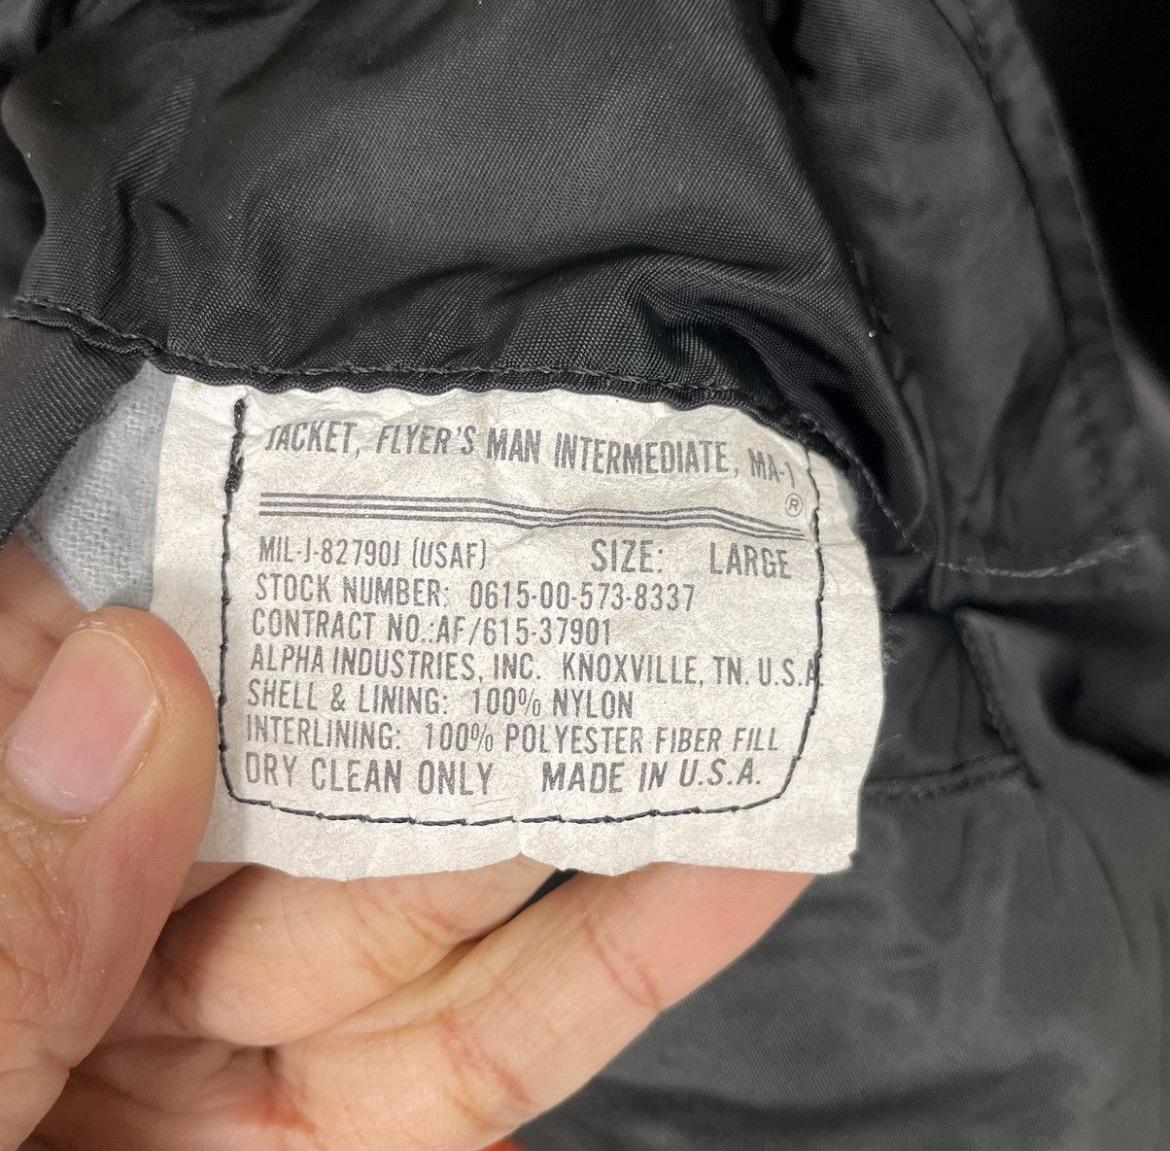 JACKET, FLYER'S MAN INTERMEDIATE, MA-1
®
MIL-J-82790J (USAF) SIZE: LARGE
STOCK NUMBER: 0615-00-573-8337
CONTRACT NO.:AF/615-37901
ALPHA INDUSTRIES, INC. KNOXVILLE, TN. U.S.A
SHELL & LINING: 100% NYLON
INTERLINING: 100% POLYESTER FIBER FILL
DRY CLEAN ONLY MADE IN U.S.A.